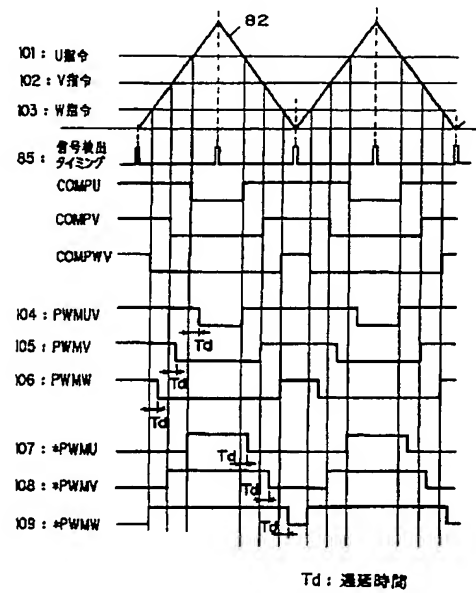 82
101 : U指令
102 : V指令
103 : W指令
85 : 信号検出
タイミング
COMPU
COMPV
COMPWV
104 : PWMUV
Td
105 : PWMV
Td
106 : PWMW
Td
107 : *PWMU
Td
108 : *PWMV
Td
109 : *PWMW
Td
Td : 遅延時間